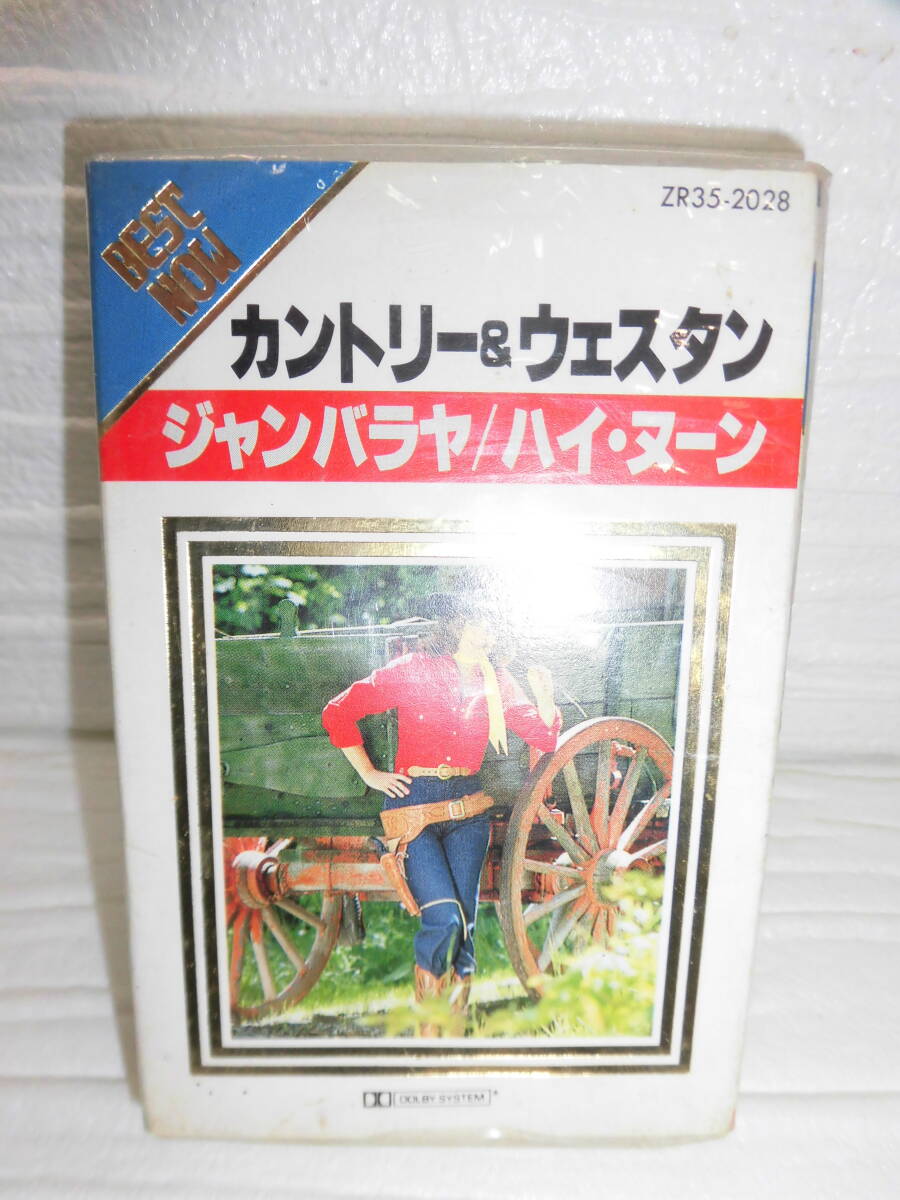 BEST
NOW
ZR35-2028
カントリー&ウェスタン
ジャンバラヤ/ハイ・ヌーン
DOLBY SYSTEM